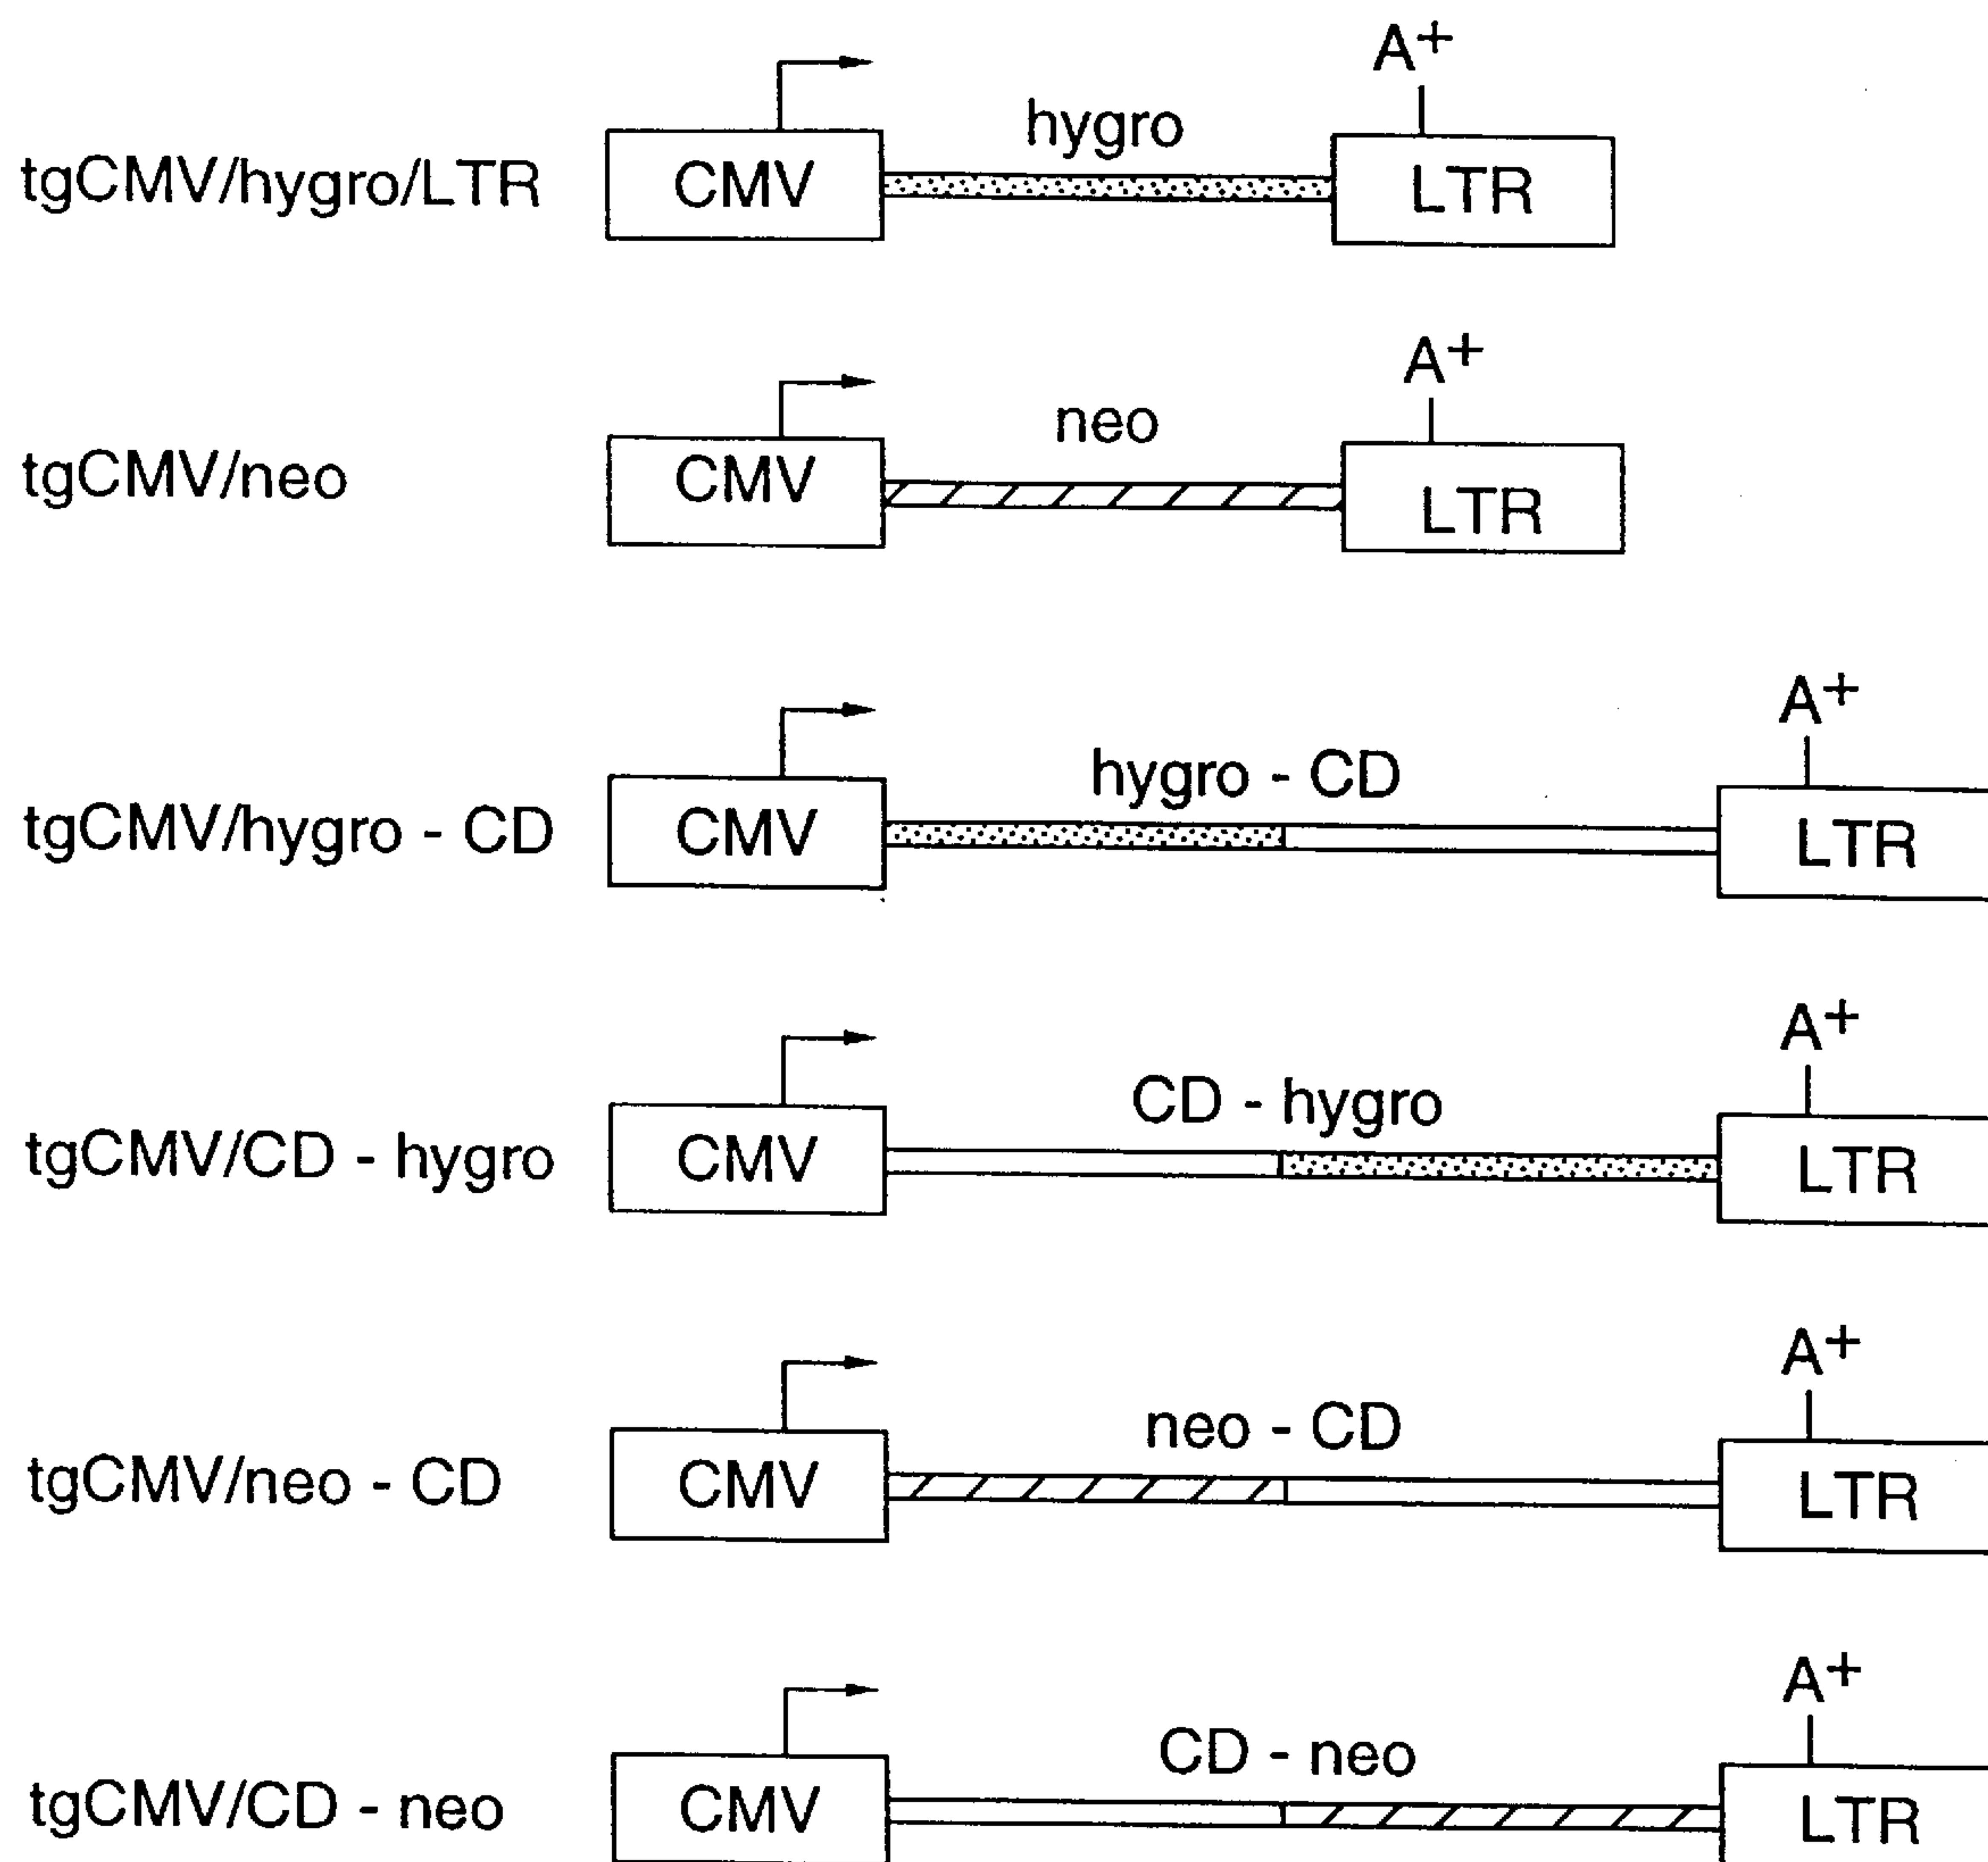 A+
hygro
tgCMV/hygro/LTR CMV LTR
A+
neo
tgCMV/neo CMV LTR
A+
hygro - CD
tgCMV/hygro - CD CMV LTR
A+
CD - hygro
tgCMV/CD - hygro CMV LTR
A+
neo - CD
tgCMV/neo - CD CMV LTR
A+
CD - neo
tgCMV/CD - neo CMV LTR